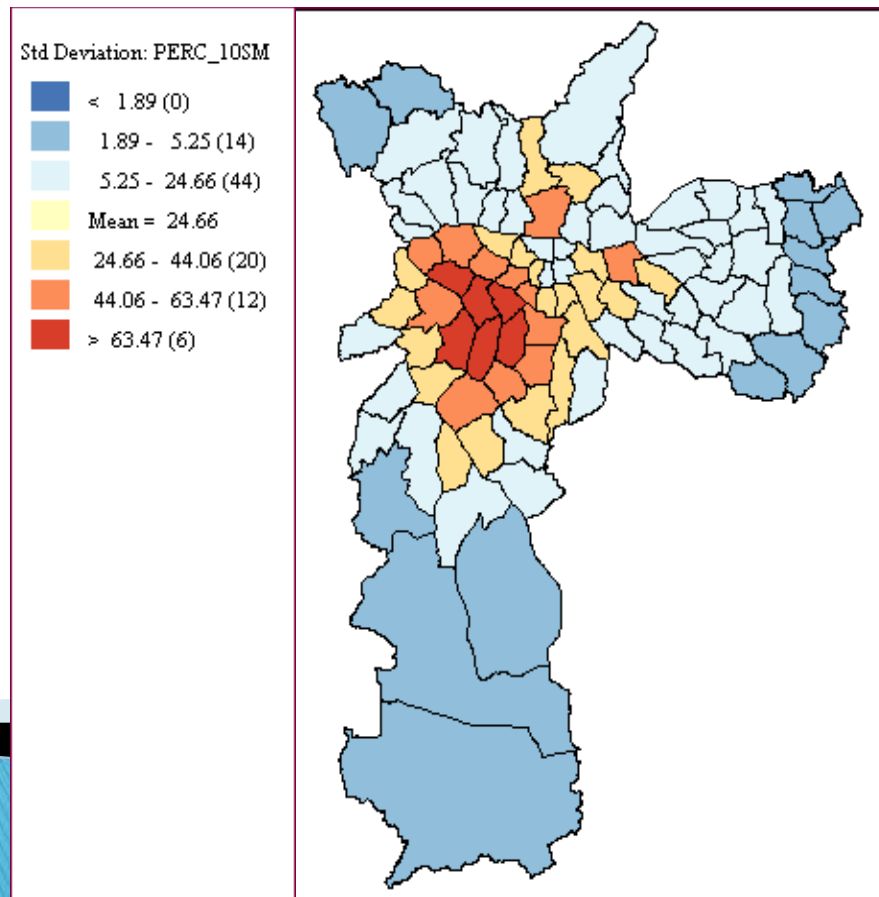 Std Deviation: PERC_10SM
< 1.89 (0)
1.89 - 5.25 (14)
5.25 - 24.66 (44)
Mean = 24.66
24.66 - 44.06 (20)
44.06 - 63.47 (12)
> 63.47 (6)